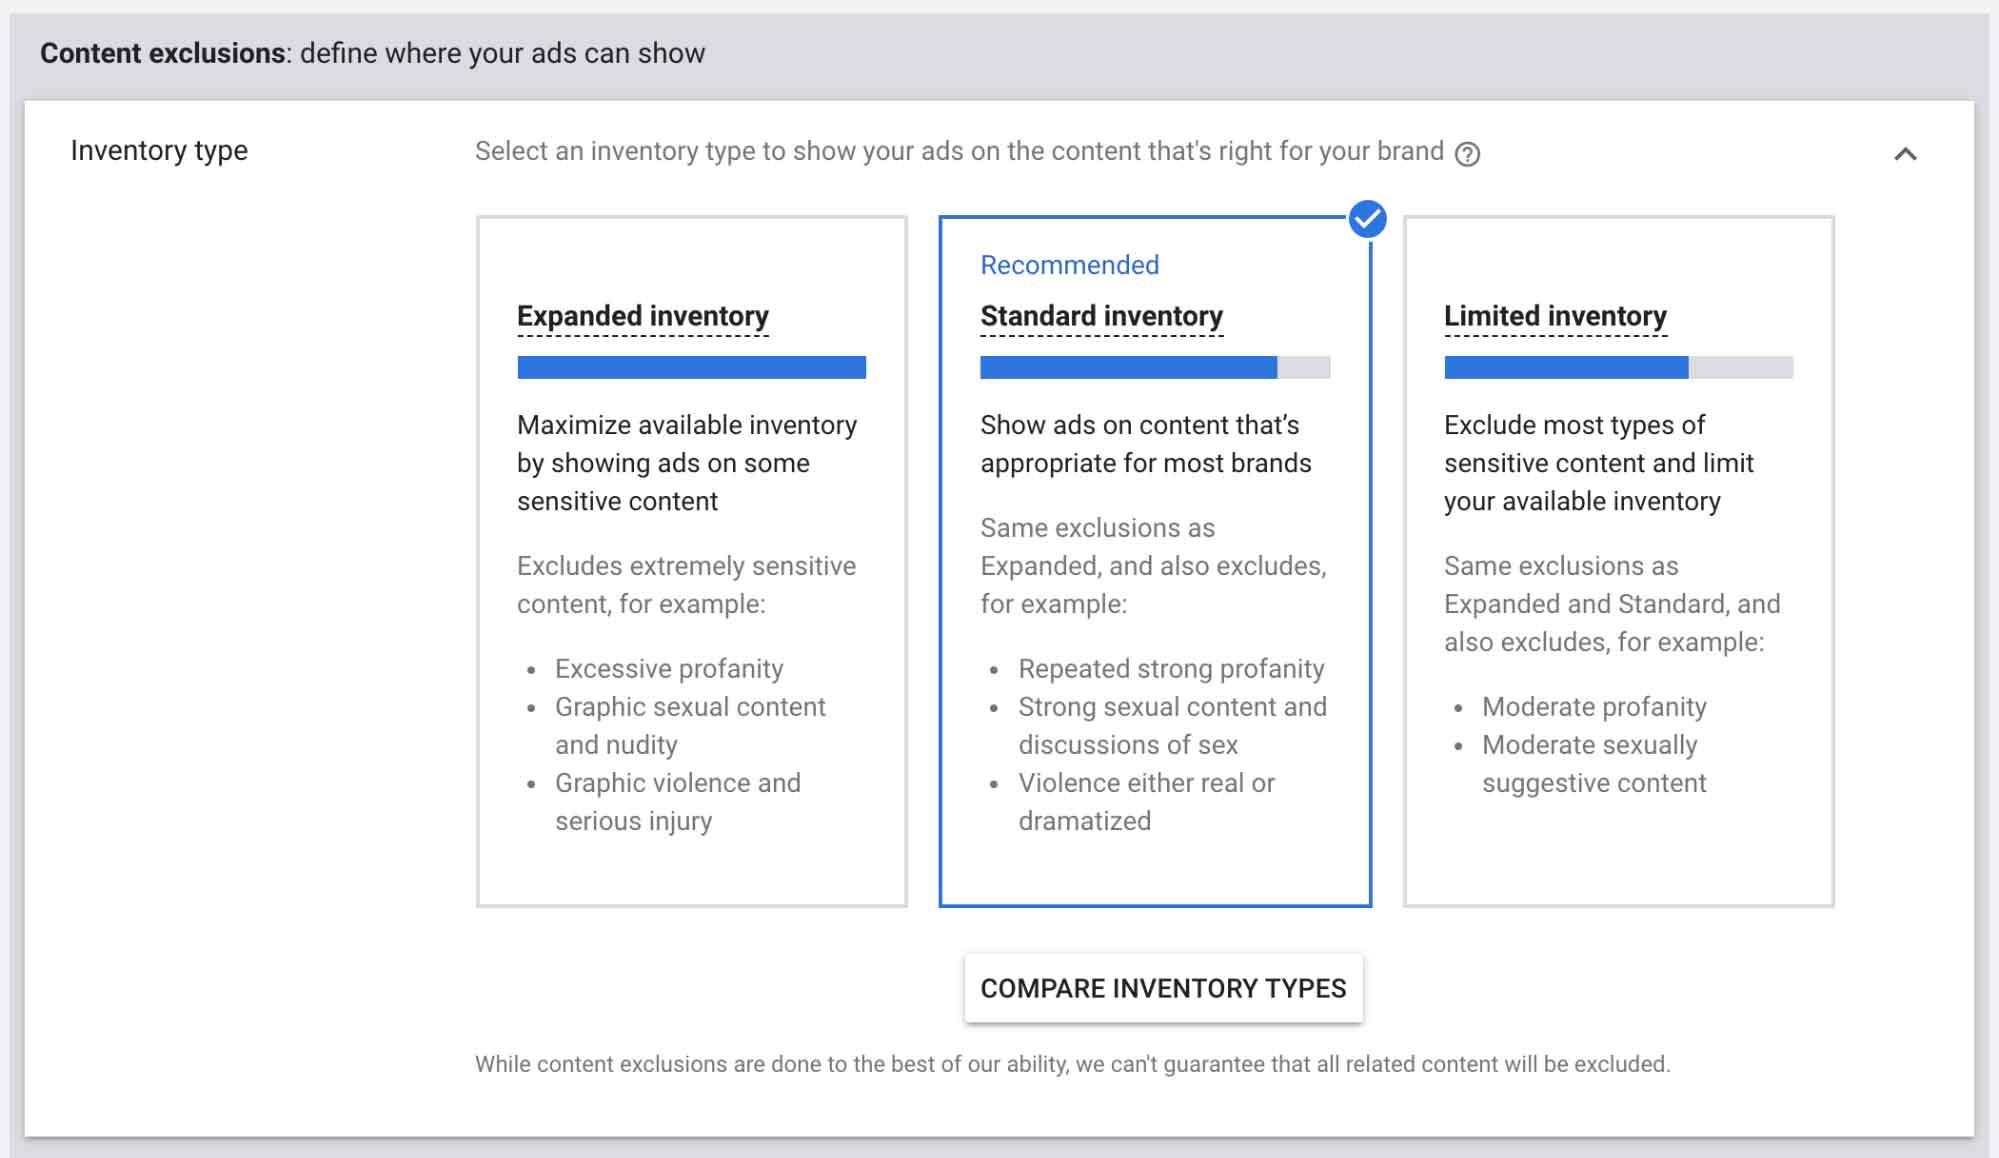 Content exclusions: define where your ads can show
Inventory type
Select an inventory type to show your ads on the content that's right for your brand
Expanded inventory
Maximize available inventory
by showing ads on some
sensitive content
Excludes extremely sensitive
content, for example:
• Excessive profanity
• Graphic sexual content
and nudity
• Graphic violence and
serious injury
Recommended
Standard inventory
Show ads on content that’s
appropriate for most brands
Same exclusions as
Expanded, and also excludes,
for example:
• Repeated strong profanity
• Strong sexual content and
discussions of sex
• Violence either real or
dramatized
Limited inventory
Exclude most types of
sensitive content and limit
your available inventory
Same exclusions as
Expanded and Standard, and
also excludes, for example:
• Moderate profanity
• Moderate sexually
suggestive content
COMPARE INVENTORY TYPES
While content exclusions are done to the best of our ability, we can't guarantee that all related content will be excluded.